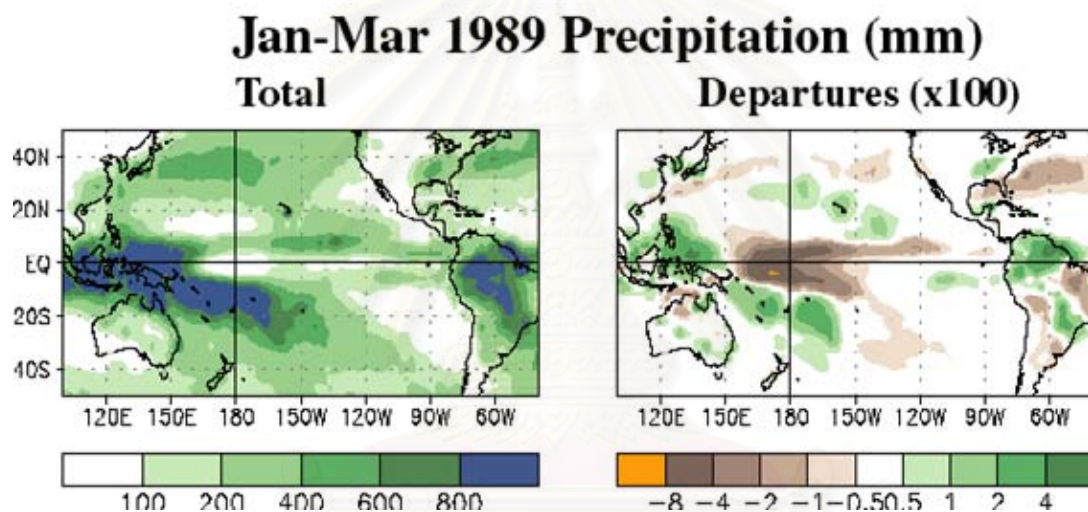 Jan-Mar 1989 Precipitation (mm)
Total
Departures (x100)
40N
20N
EQ
20S
40S
120E 150E 180 150W 120W 90W 60W
120E 150E 180 150W 120W 90W 60W
100 200 400 600 800
-8 -4 -2 -1 -0.5 0.5 1 2 4